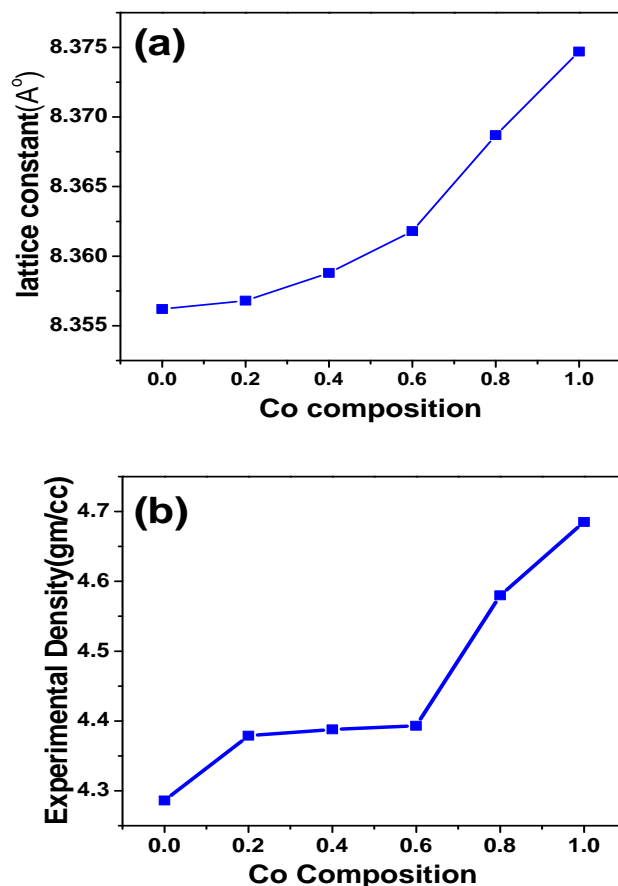 (a)
lattice constant(A°)
8.375
8.370
8.365
8.360
8.355
0.0 0.2 0.4 0.6 0.8 1.0
Co composition
(b)
Experimental Density(gm/cc)
4.7
4.6
4.5
4.4
4.3
0.0 0.2 0.4 0.6 0.8 1.0
Co Composition